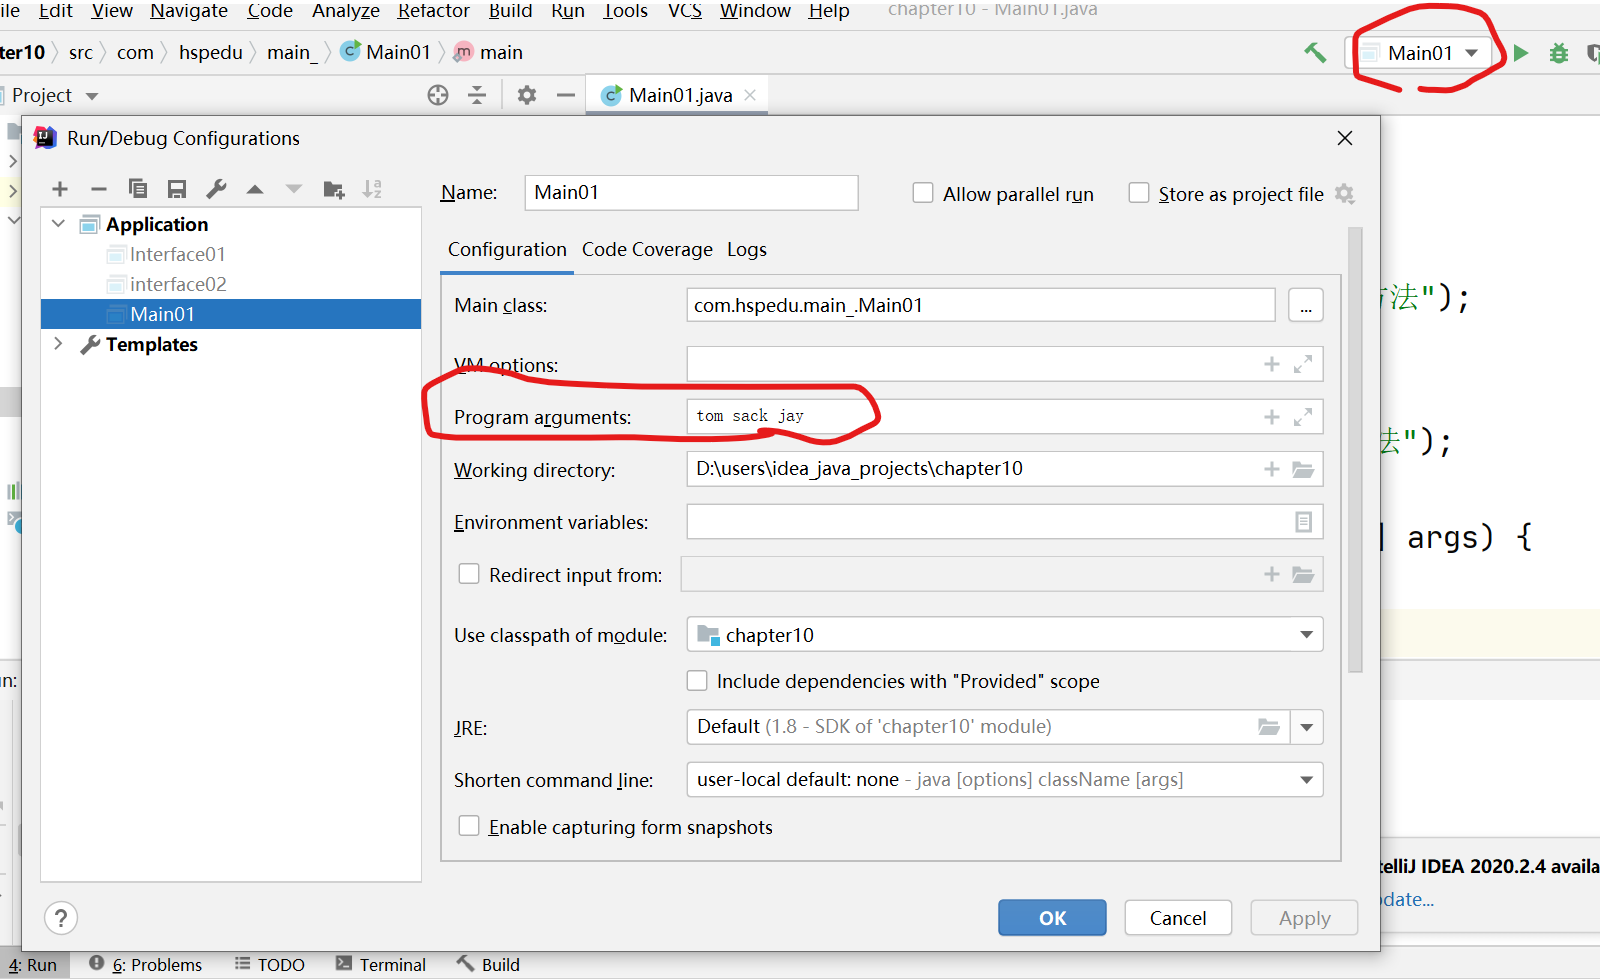 ile Edit View Navigate Code Analyze Refactor Build Run Tools VCS Window Help chapter10 - Main01.java
ter10 src com hspedu main_ Main01 main Main01
Project Main01.java
Run/Debug Configurations
Name: Main01 Allow parallel run Store as project file
Application
Interface01
interface02
Main01
Templates
Configuration Code Coverage Logs
Main class: com.hspedu.main_.Main01 ...
VM options:
Program arguments: tom sack jay
Working directory: D:\users\idea_java_projects\chapter10
Environment variables:
Redirect input from:
Use classpath of module: chapter10
Include dependencies with "Provided" scope
JRE: Default (1.8 - SDK of 'chapter10' module)
Shorten command line: user-local default: none - java [options] className [args]
Enable capturing form snapshots
OK Cancel Apply
?
法");
法");
] args) {
un:
telliJ IDEA 2020.2.4 availa
date...
4: Run 6: Problems TODO Terminal Build